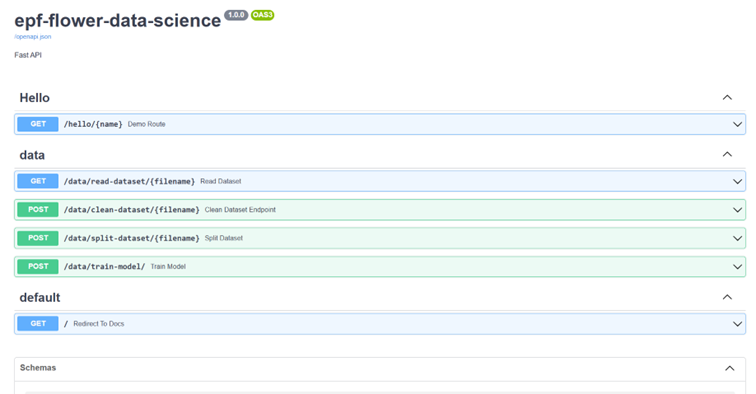 epf-flower-data-science 1.0.0 OAS3
/openapi.json
Fast API
Hello
GET /hello/{name} Demo Route
data
GET /data/read-dataset/{filename} Read Dataset
POST /data/clean-dataset/{filename} Clean Dataset Endpoint
POST /data/split-dataset/{filename} Split Dataset
POST /data/train-model/ Train Model
default
GET / Redirect To Docs
Schemas